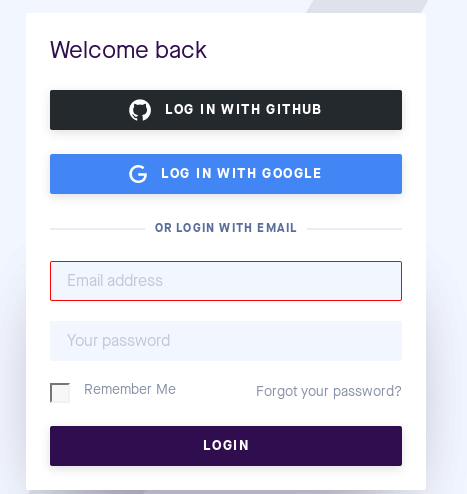 Welcome back
LOG IN WITH GITHUB
LOG IN WITH GOOGLE
OR LOGIN WITH EMAIL
Email address
Your password
Remember Me
Forgot your password?
LOGIN